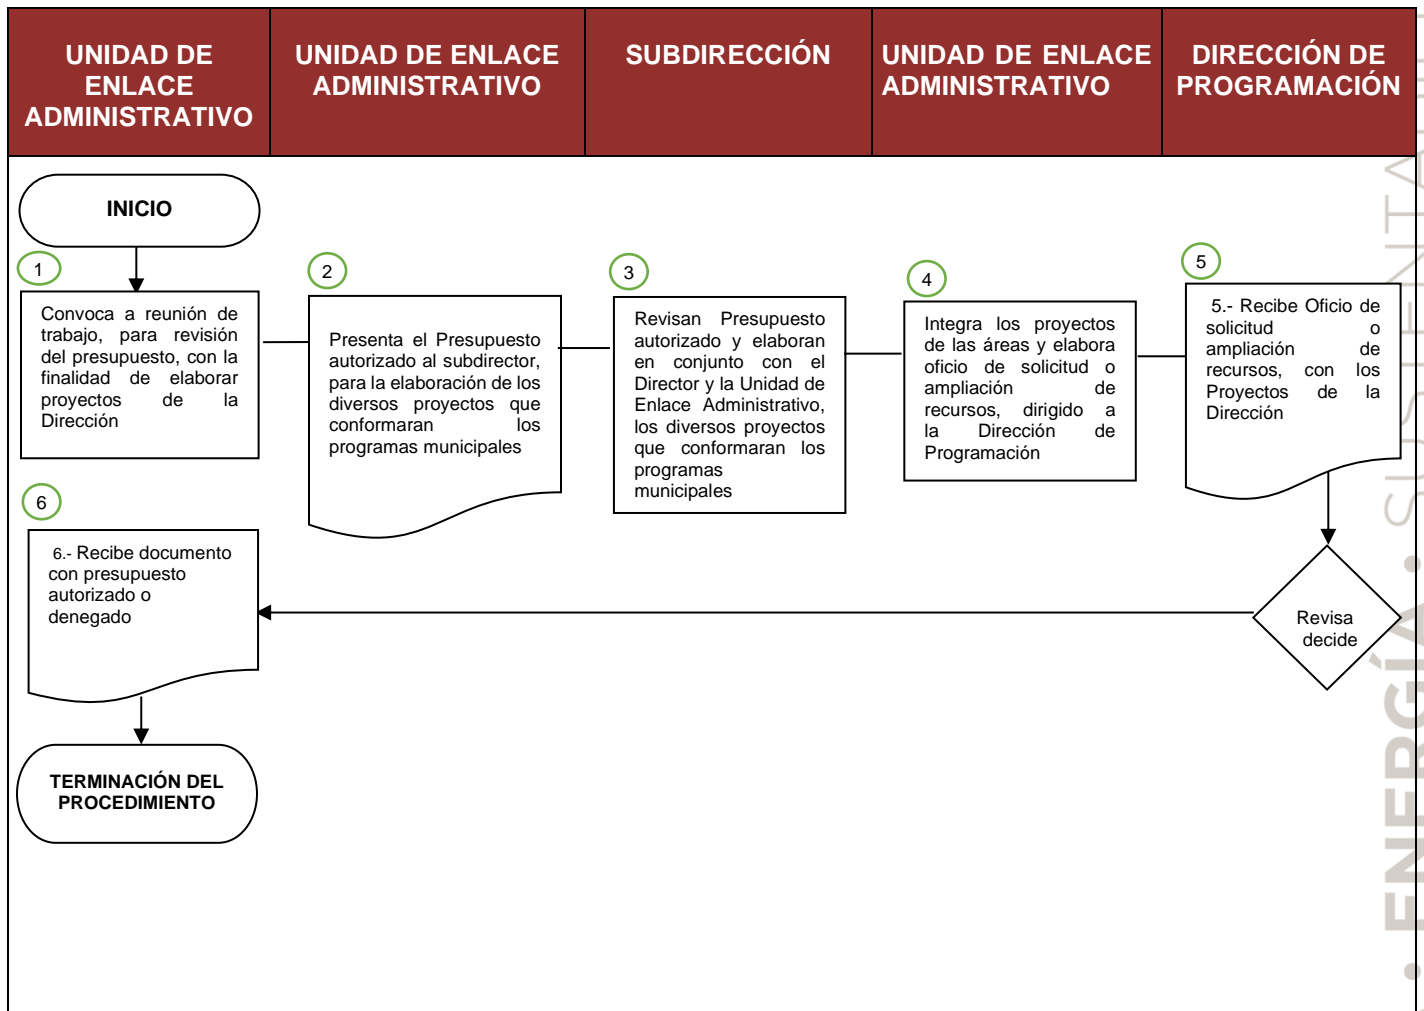 UNIDAD DE
ENLACE
ADMINISTRATIVO
UNIDAD DE ENLACE
ADMINISTRATIVO
SUBDIRECCIÓN
UNIDAD DE ENLACE
ADMINISTRATIVO
DIRECCIÓN DE
PROGRAMACIÓN
INICIO
1
Convoca a reunión de
trabajo, para revisión
del presupuesto, con la
finalidad de elaborar
proyectos de la
Dirección
2
Presenta el Presupuesto
autorizado al subdirector,
para la elaboración de los
diversos proyectos que
conformaran los
programas municipales
3
Revisan Presupuesto
autorizado y elaboran
en conjunto con el
Director y la Unidad de
Enlace Administrativo,
los diversos proyectos
que conformaran los
programas
municipales
4
Integra los proyectos
de las áreas y elabora
oficio de solicitud o
ampliación de
recursos, dirigido a
la Dirección de
Programación
5
5.- Recibe Oficio de
solicitud o
ampliación de
recursos, con los
Proyectos de la
Dirección
Revisa
decide
6
6.- Recibe documento
con presupuesto
autorizado o
denegado
TERMINACIÓN DEL
PROCEDIMIENTO
• ENERGÍA •